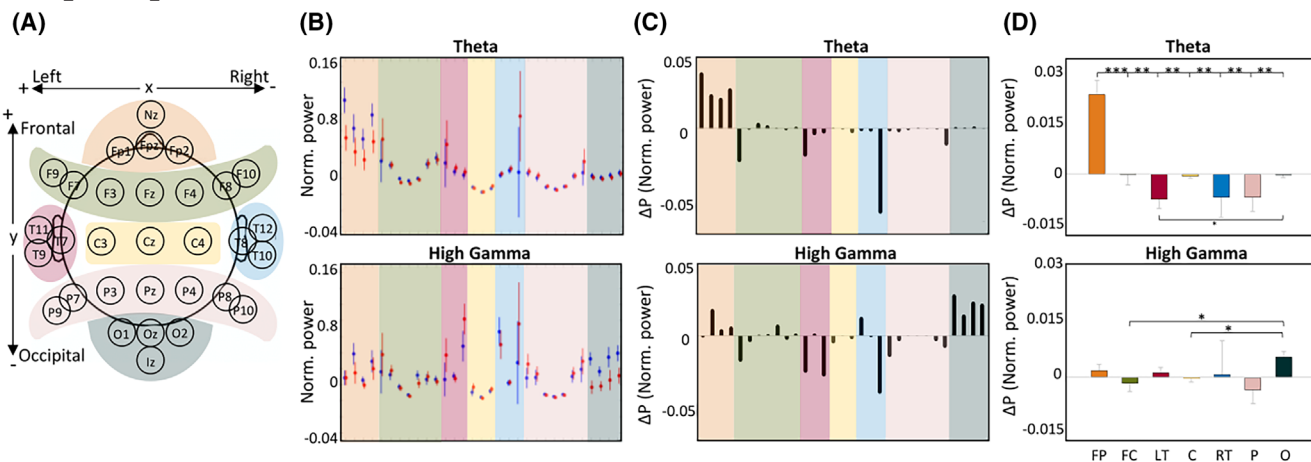 (A)
Left
Right
+
x
-
+
Frontal
y
Occipital
-
Nz
Fp1
Fpz
Fp2
F9
F7
F3
Fz
F4
F8
F10
T11
T7
T9
C3
Cz
C4
T8
T12
T10
P9
P7
P3
Pz
P4
P8
P10
O1
Oz
O2
Iz
(B)
Theta
Norm. power
0.16
0.8
0
-0.04
High Gamma
Norm. power
0.16
0.8
0
-0.04
(C)
Theta
ΔP (Norm. power)
0.05
0
-0.05
High Gamma
ΔP (Norm. power)
0.05
0
-0.05
(D)
Theta
ΔP (Norm. power)
0.03
0.015
0
-0.015
*** ** ** ** ** **
*
High Gamma
ΔP (Norm. power)
0.03
0.015
0
-0.015
*
*
FP FC LT C RT P O